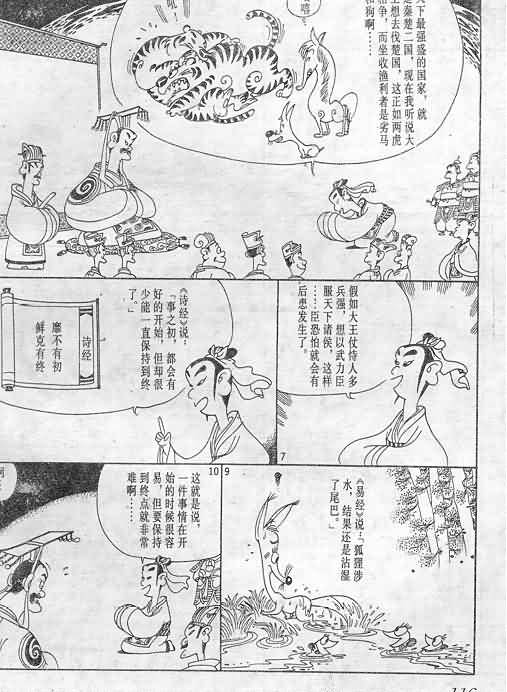 天下最强盛的国家，就
是秦楚二国，现在我听说大
王想去伐楚国，这正如两虎
相争，而坐收渔利者是劣马
和狗啊……
假如大王仗恃人多
兵强，想以武力臣
服天下诸侯，这样
……臣恐怕就会有
后患发生了。
7
《诗经》说：
「事之初，都会有
好的开始，但却很
少能一直保持到终
了。」
诗经
靡不有初
鲜克有终
《易经》说：「狐狸涉
水，结果还是沾湿
了尾巴。」
9
这就是说，
一件事情在开
始的时候很容
易，但要保持
到终点就非常
难啊……
10
116